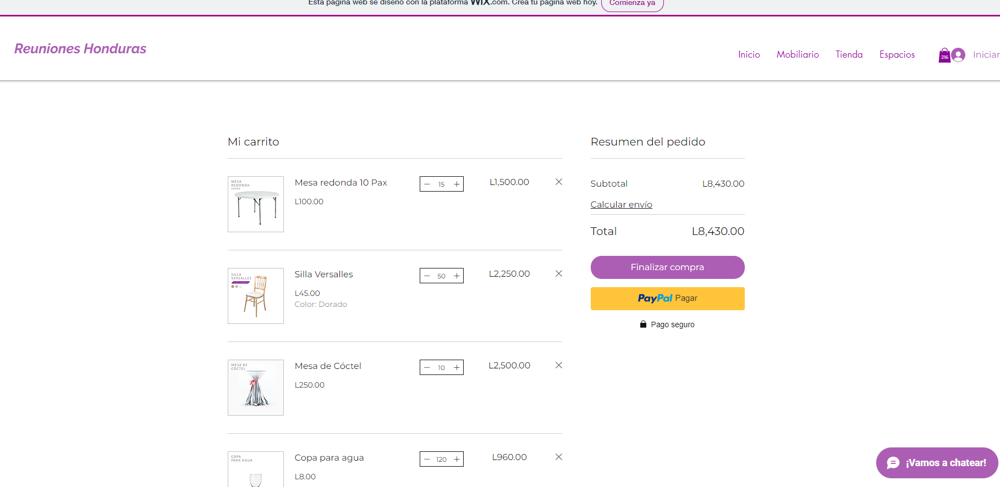 Esta página web se diseñó con la plataforma WiX.com. Crea tu página web hoy. Comienza ya
Reuniones Honduras
Inicio Mobiliario Tienda Espacios 216 Iniciar
Mi carrito
MESA
REDONDA
10 PAX
Mesa redonda 10 Pax
15
L1,500.00
L100.00
SILLA
VERSALLES
Silla Versalles
50
L2,250.00
L45.00
Color: Dorado
MESA DE
CÓCTEL
Mesa de Cóctel
10
L2,500.00
L250.00
COPA
PARA AGUA
Copa para agua
120
L960.00
L8.00
Resumen del pedido
Subtotal L8,430.00
Calcular envío
Total L8,430.00
Finalizar compra
PayPal Pagar
Pago seguro
¡Vamos a chatear!